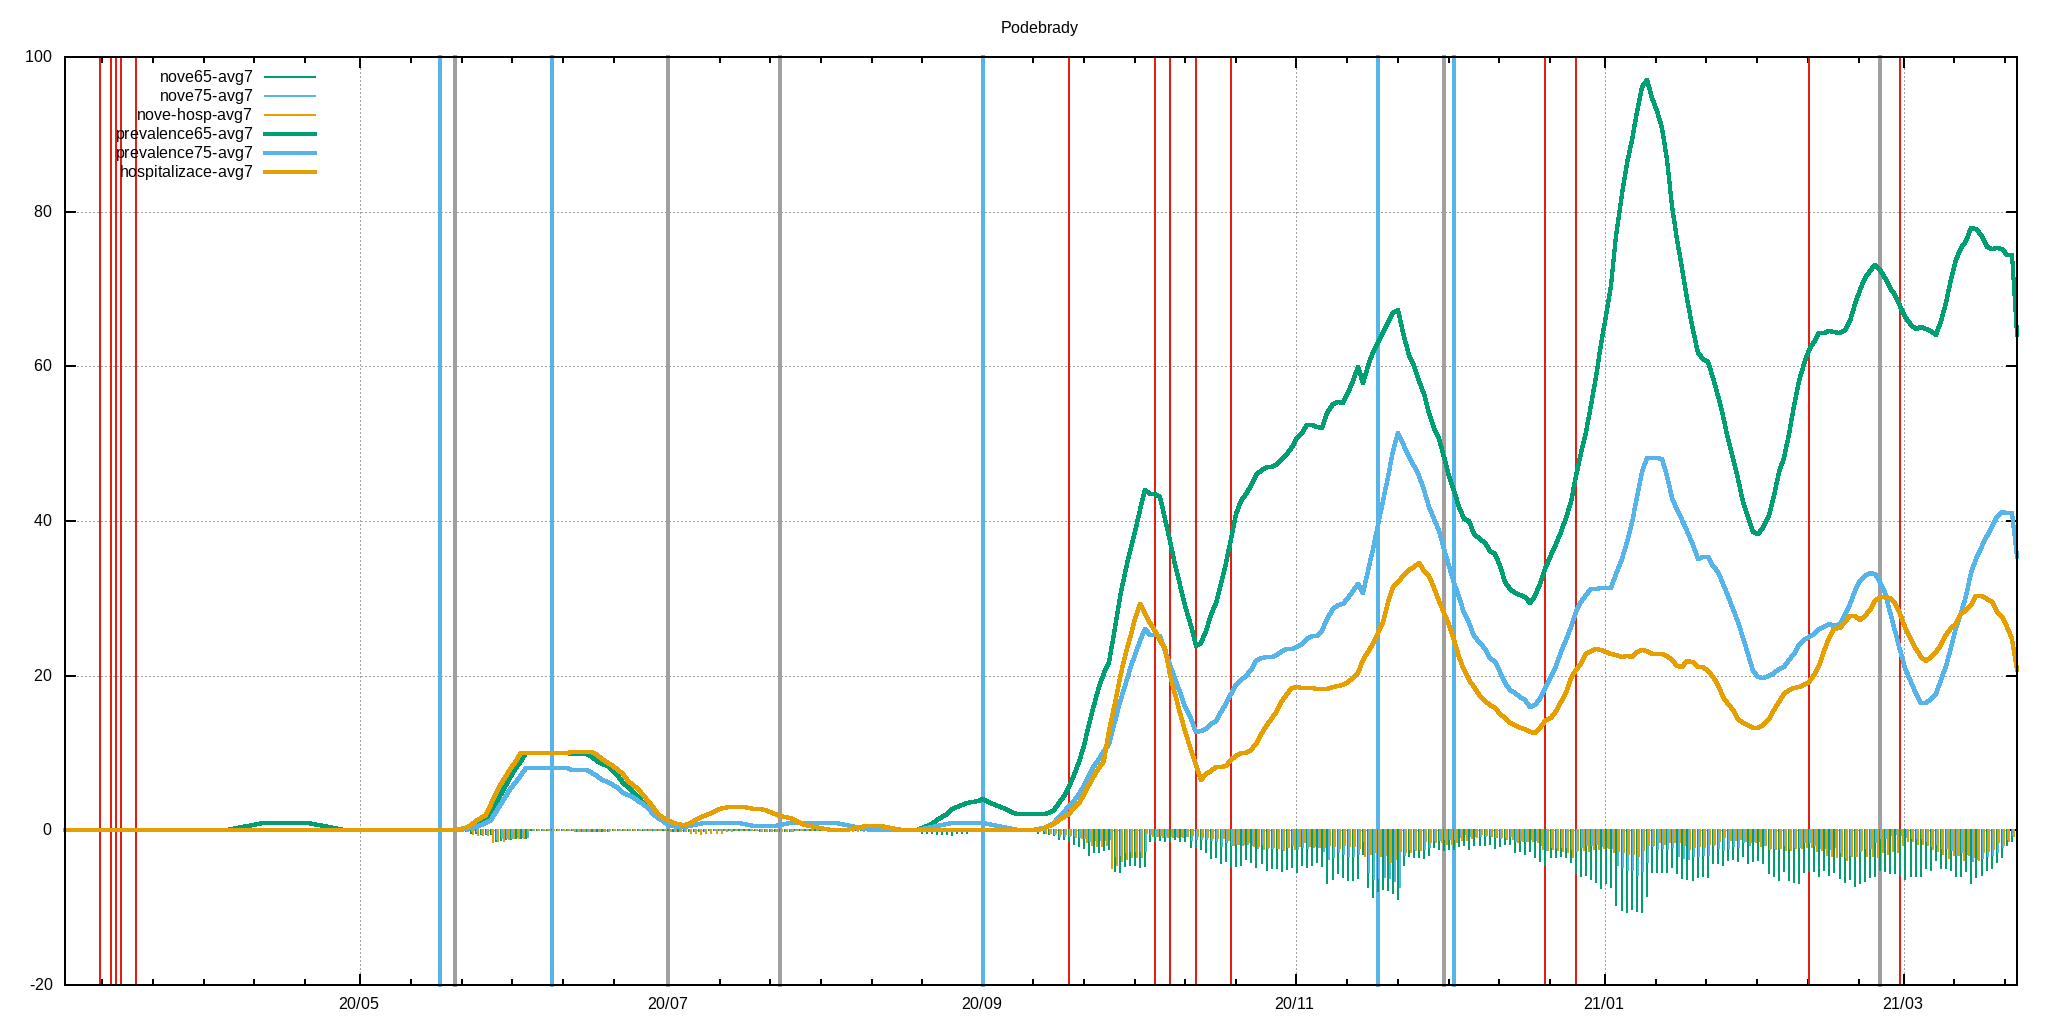 Podebrady
100
80
60
40
20
0
-20
nove65-avg7
nove75-avg7
nove-hosp-avg7
prevalence65-avg7
prevalence75-avg7
hospitalizace-avg7
20/05
20/07
20/09
20/11
21/01
21/03